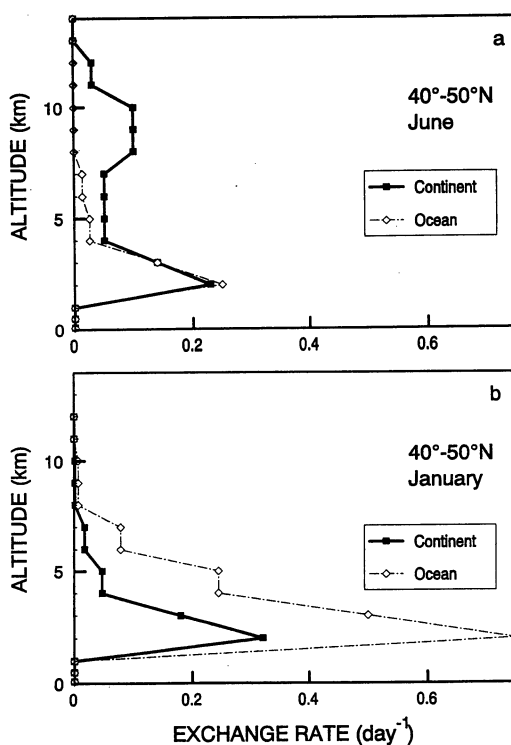 a
40°-50°N
June
Continent
Ocean
ALTITUDE (km)
10
5
0
0
0.2
0.4
0.6
b
40°-50°N
January
Continent
Ocean
ALTITUDE (km)
10
5
0
0
0.2
0.4
0.6
EXCHANGE RATE (day⁻¹)